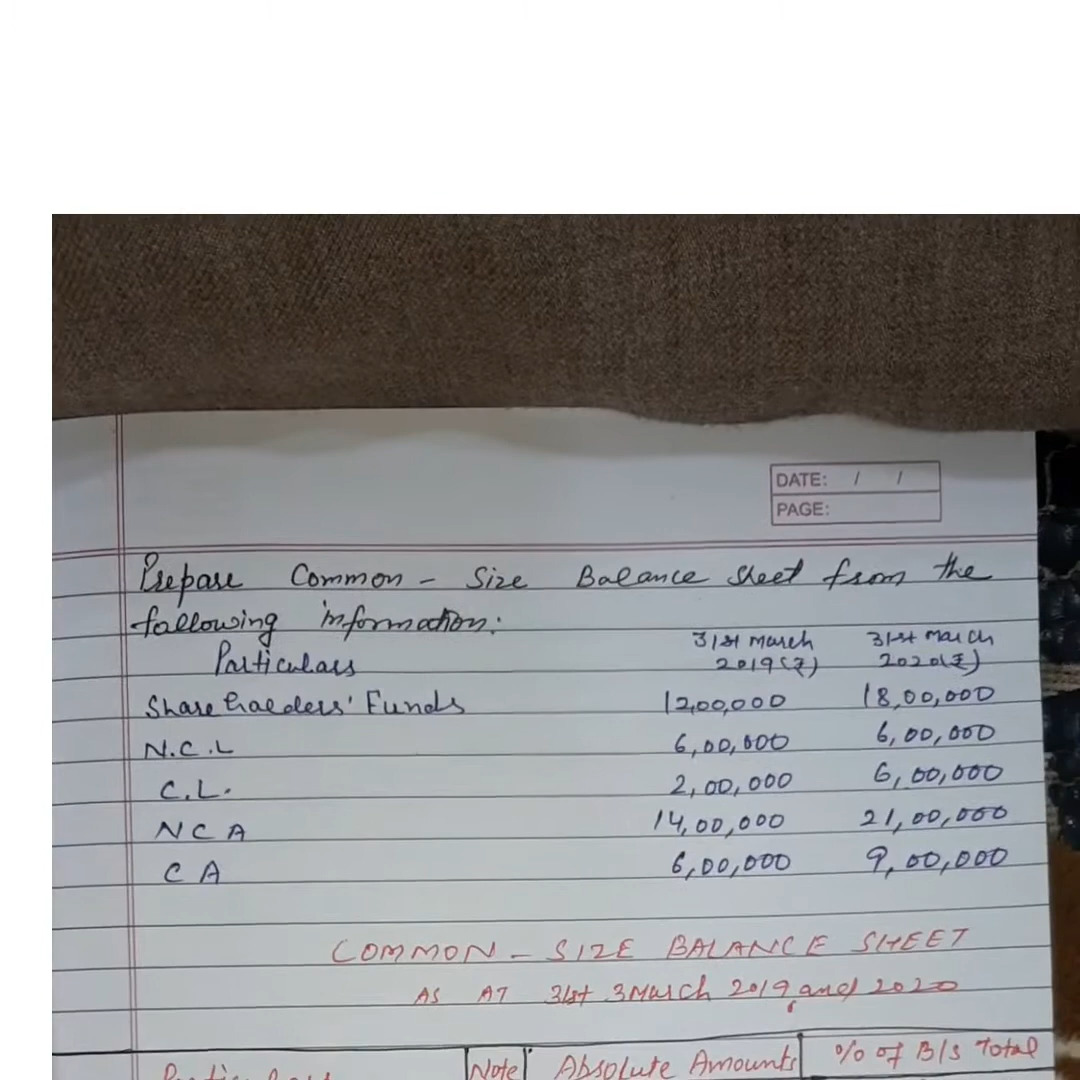 DATE: / /
PAGE:
Prepare Common - Size Balance sheet from the
following information:
Particulars 31st March 2019(₹) 31st March 2020(₹)
Shareholders' Funds 12,00,000 18,00,000
N.C.L 6,00,000 6,00,000
C.L. 2,00,000 6,00,000
NCA 14,00,000 21,00,000
CA 6,00,000 9,00,000
COMMON - SIZE BALANCE SHEET
AS AT 31st March 2019 and 2020
Particulars Note Absolute Amounts % of B/S Total